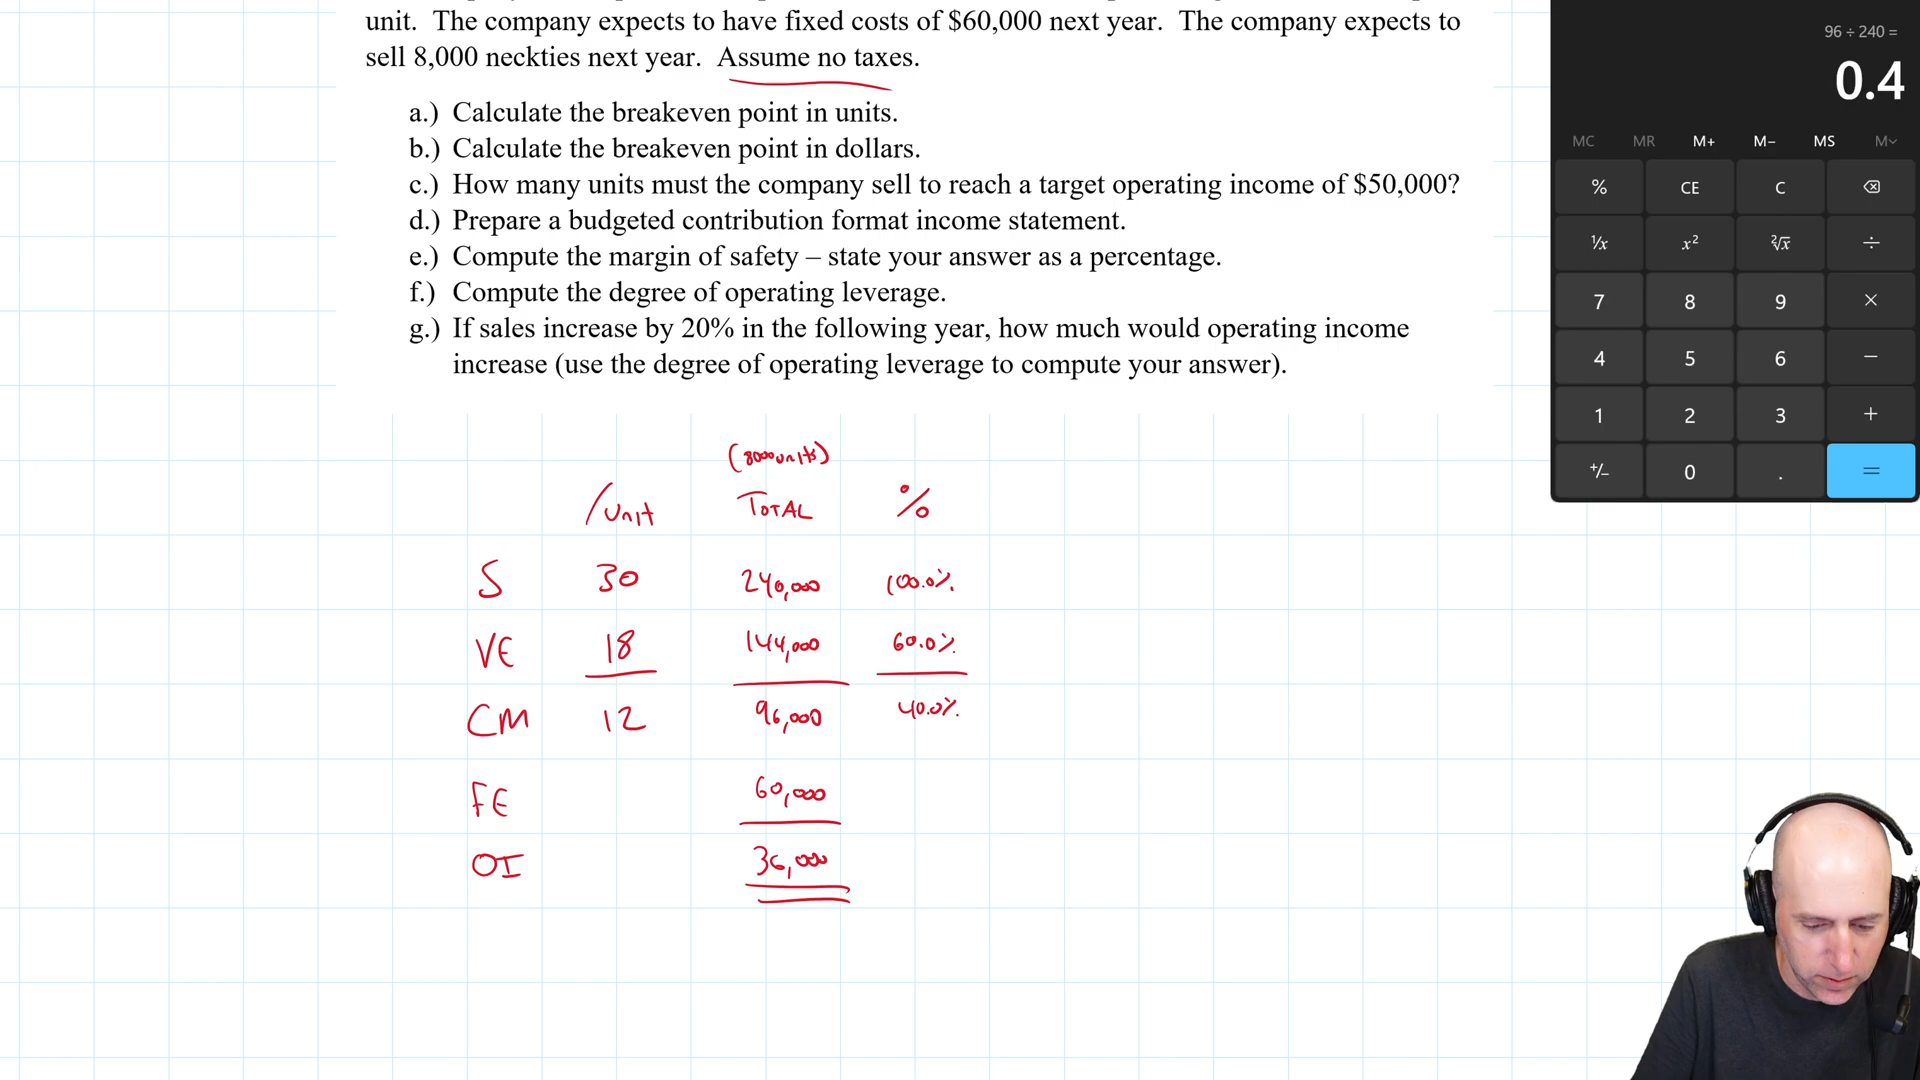 unit. The company expects to have fixed costs of $60,000 next year. The company expects to
sell 8,000 neckties next year. Assume no taxes.
a.) Calculate the breakeven point in units.
b.) Calculate the breakeven point in dollars.
c.) How many units must the company sell to reach a target operating income of $50,000?
d.) Prepare a budgeted contribution format income statement.
e.) Compute the margin of safety – state your answer as a percentage.
f.) Compute the degree of operating leverage.
g.) If sales increase by 20% in the following year, how much would operating income
increase (use the degree of operating leverage to compute your answer).
(8000 units)
/unit TOTAL %
S 30 240,000 100.0%
VE 18 144,000 60.0%
CM 12 96,000 40.0%
FE 60,000
OI 36,000
96 ÷ 240 =
0.4
MC MR M+ M− MS M˅
% CE C ⌫
¹/x x² ²√x ÷
7 8 9 ×
4 5 6 −
1 2 3 +
+/− 0 . =